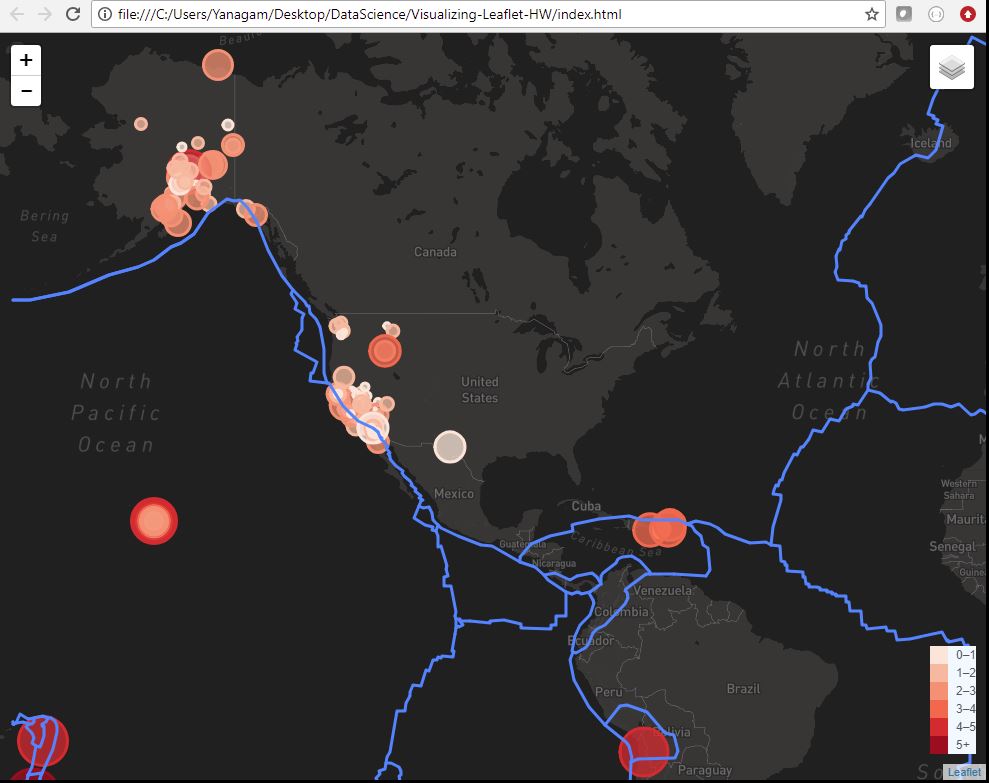 file:///C:/Users/Yanagam/Desktop/DataScience/Visualizing-Leaflet-HW/index.html
+
−
Iceland
Bering
Sea
Canada
North
Atlantic
Ocean
North
Pacific
Ocean
United
States
Mexico
Cuba
Western
Sahara
Maurita
Guatemala
Caribbean Sea
Senegal
Nicaragua
Guinea
Venezuela
Colombia
Ecuador
Peru
Brazil
Bolivia
Paraguay
0–1
1–2
2–3
3–4
4–5
5+
Leaflet